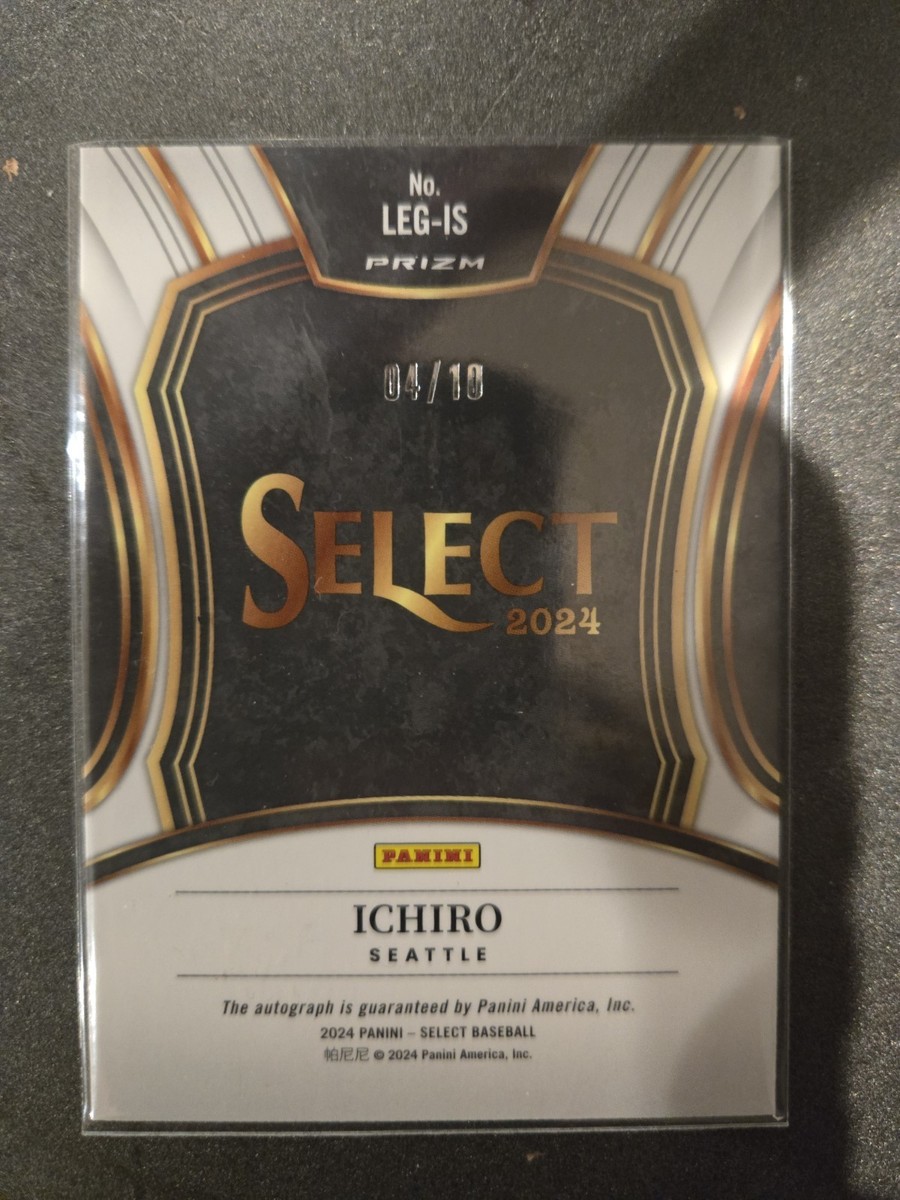 No.
LEG-IS
PRIZM
04/10
SELECT
2024
PANINI
ICHIRO
SEATTLE
The autograph is guaranteed by Panini America, Inc.
2024 PANINI – SELECT BASEBALL
帕尼尼 © 2024 Panini America, Inc.